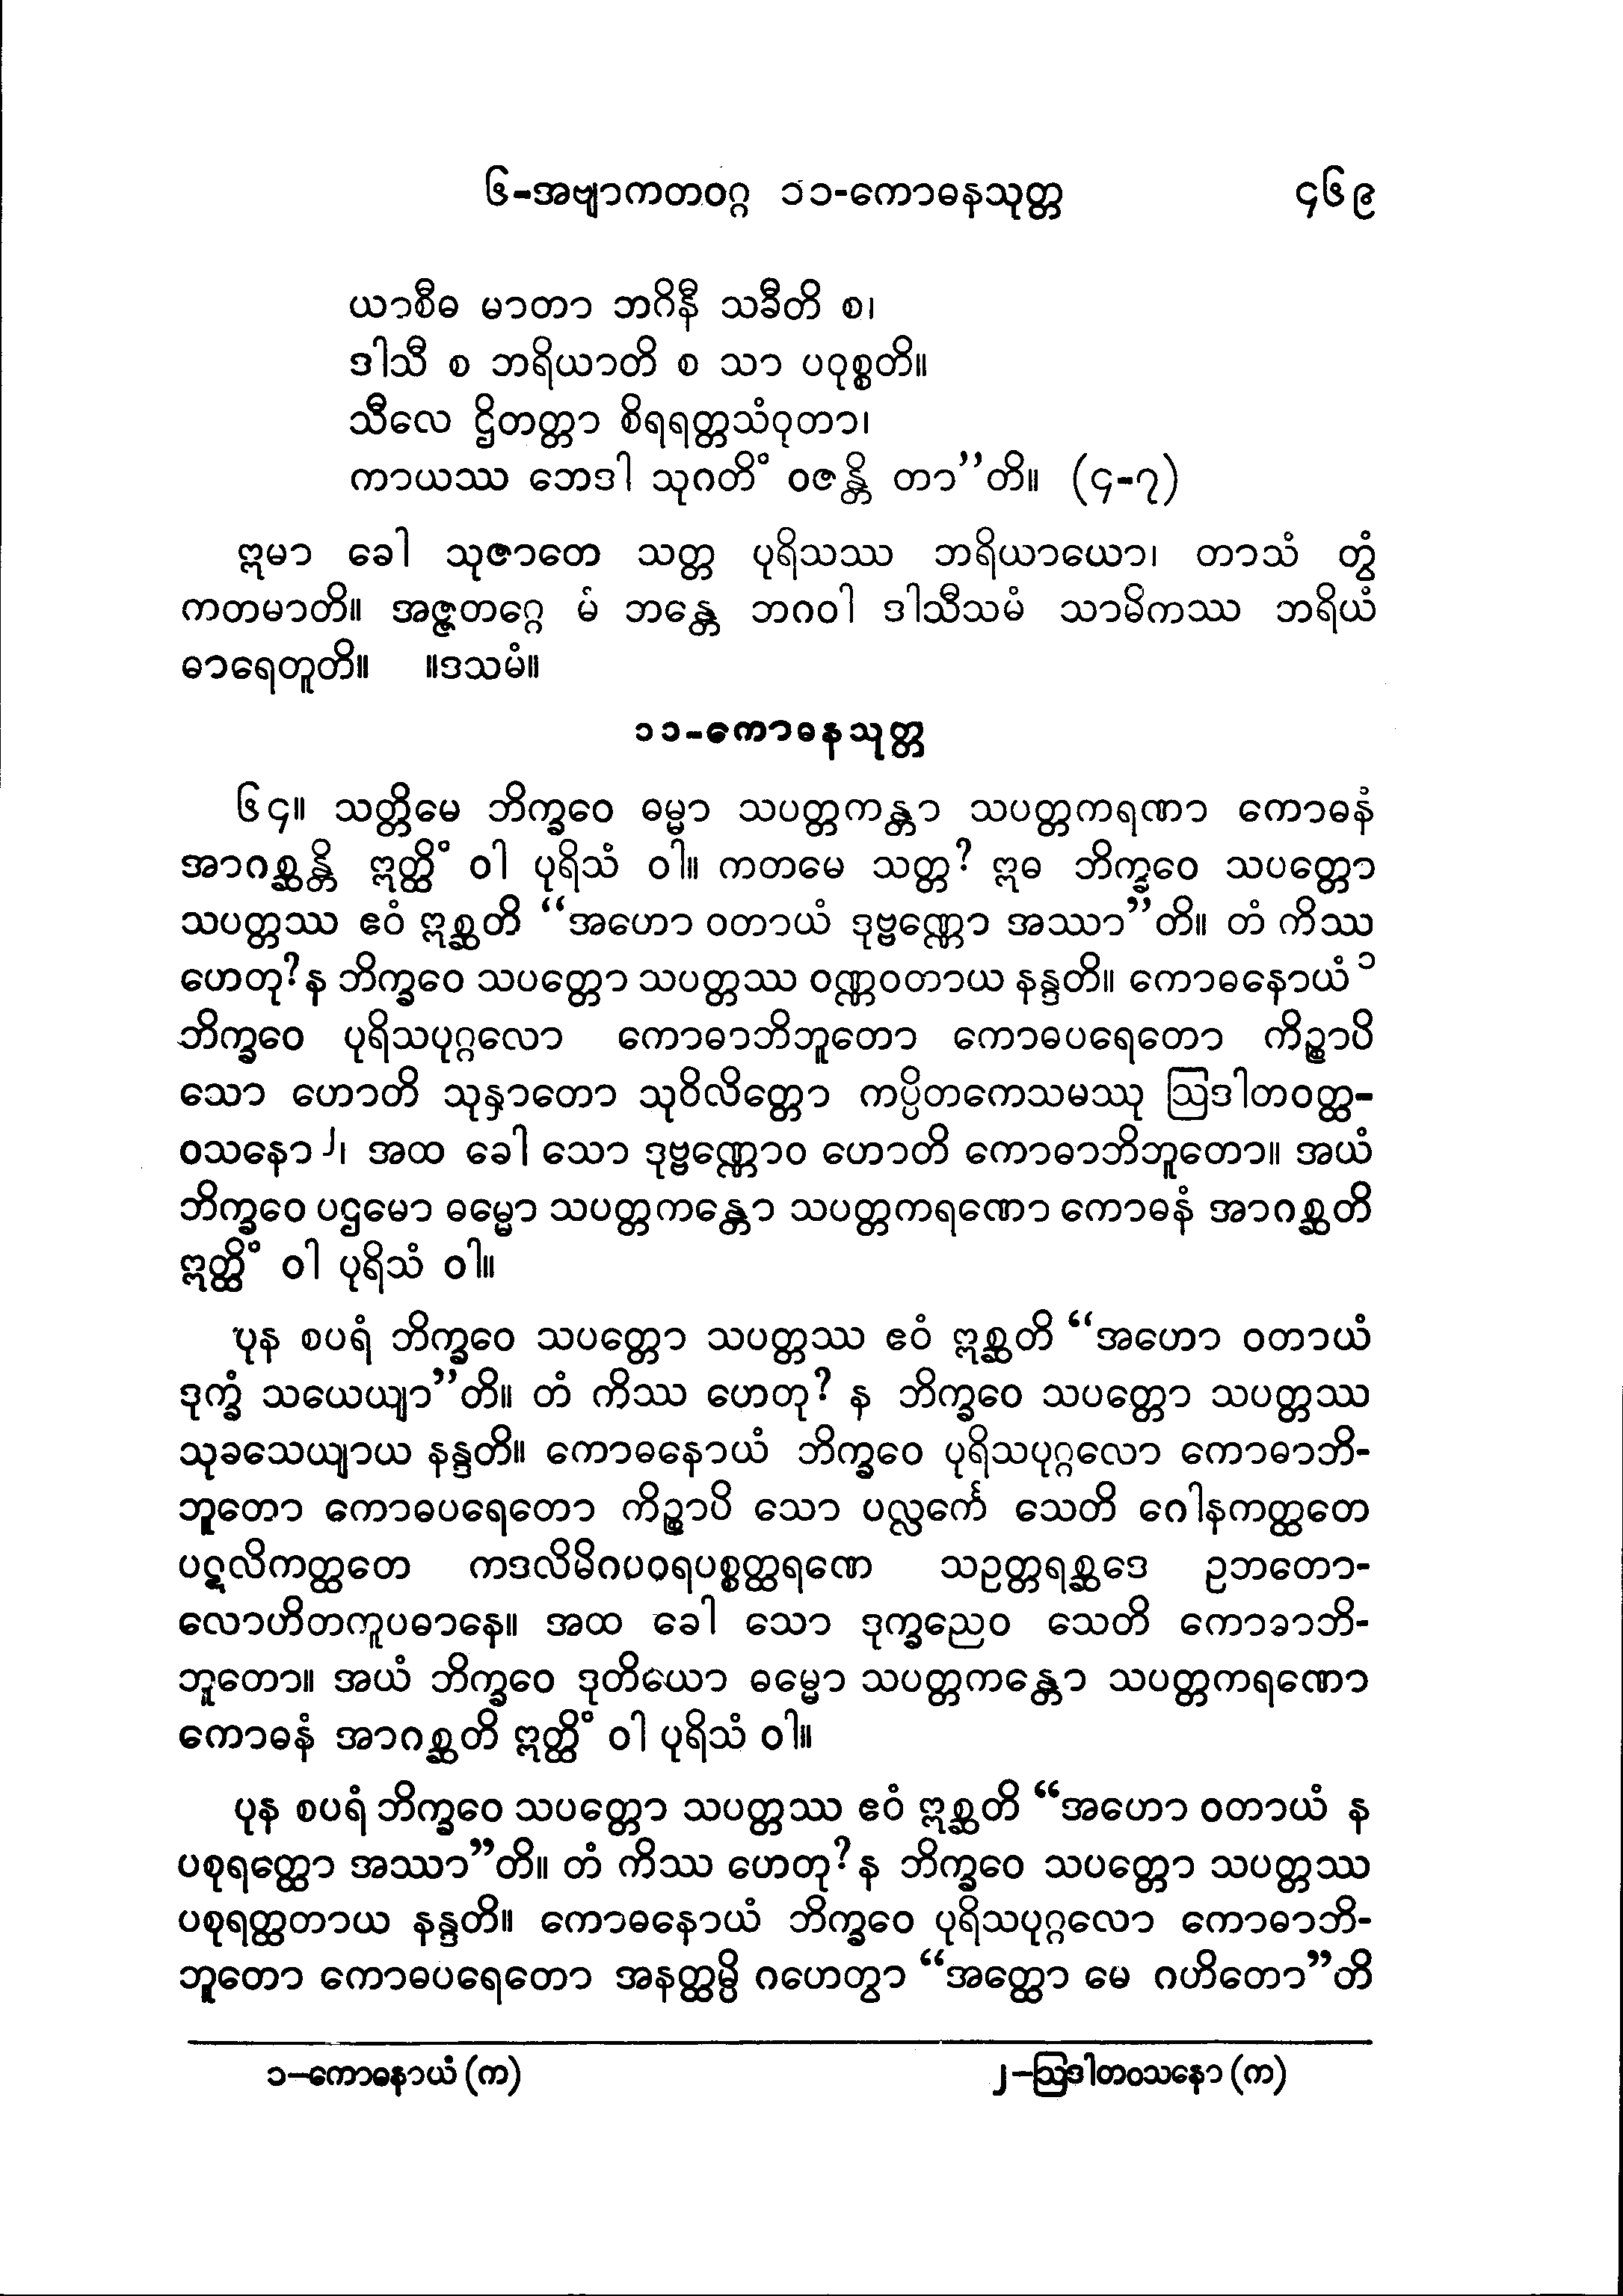 ၆-အဗျာကတဝဂ္ဂ ၁၁-ကောဓနသုတ္တ ၄၆၉
ယာစီဓ မာတာ ဘဂိနီ သခီတိ စ၊
ဒါသီ စ ဘရိယာတိ စ သာ ပဝုစ္စတိ။
သီလေ ဌိတတ္တာ စိရရတ္တသံဝုတာ၊
ကာယဿ ဘေဒါ သုဂတိံ ဝဇန္တိ တာ”တိ။ (၄-၇)
ဣမာ ခေါ သုဇာတေ သတ္တ ပုရိသဿ ဘရိယာယော၊ တာသံ တွံ
ကတမာတိ။ အဇ္ဇတဂ္ဂေ မံ ဘန္တေ ဘဂဝါ ဒါသီသမံ သာမိကဿ ဘရိယံ
ဓာရေတူတိ။ ။ဒသမံ။
၁၁-ကောဓနသုတ္တ
၆၄။ သတ္တိမေ ဘိက္ခဝေ ဓမ္မာ သပတ္တကန္တာ သပတ္တကရဏာ ကောဓနံ
အာဂစ္ဆန္တိ ဣတ္ထိံ ဝါ ပုရိသံ ဝါ။ ကတမေ သတ္တ? ဣဓ ဘိက္ခဝေ သပတ္တော
သပတ္တဿ ဧဝံ ဣစ္ဆတိ “အဟော ဝတာယံ ဒုဗ္ဗဏ္ဏော အဿာ”တိ။ တံ ကိဿ
ဟေတု? န ဘိက္ခဝေ သပတ္တော သပတ္တဿ ဝဏ္ဏဝတာယ နန္ဒတိ။ ကောဓနောယံ ၁
ဘိက္ခဝေ ပုရိသပုဂ္ဂလော ကောဓာဘိဘူတော ကောဓပရေတော ကိဉ္စာပိ
သော ဟောတိ သုနှာတော သုဝိလိတ္တော ကပ္ပိတကေသမဿု ဩဒါတဝတ္ထ-
ဝသနော ၂၊ အထ ခေါ သော ဒုဗ္ဗဏ္ဏောဝ ဟောတိ ကောဓာဘိဘူတော။ အယံ
ဘိက္ခဝေ ပဌမော ဓမ္မော သပတ္တကန္တော သပတ္တကရဏော ကောဓနံ အာဂစ္ဆတိ
ဣတ္ထိံ ဝါ ပုရိသံ ဝါ။
ပုန စပရံ ဘိက္ခဝေ သပတ္တော သပတ္တဿ ဧဝံ ဣစ္ဆတိ “အဟော ဝတာယံ
ဒုက္ခံ သယေယျာ”တိ။ တံ ကိဿ ဟေတု? န ဘိက္ခဝေ သပတ္တော သပတ္တဿ
သုခသေယျာယ နန္ဒတိ။ ကောဓနောယံ ဘိက္ခဝေ ပုရိသပုဂ္ဂလော ကောဓာဘိ-
ဘူတော ကောဓပရေတော ကိဉ္စာပိ သော ပလ္လင်္ကေ သေတိ ဂေါနကတ္ထတေ
ပဋလိကတ္ထတေ ကဒလိမိဂပဝရပစ္စတ္ထရဏေ သဥတ္တရစ္ဆဒေ ဥဘတော-
လောဟိတကူပဓာနေ။ အထ ခေါ သော ဒုက္ခညေဝ သေတိ ကောဓာဘိ-
ဘူတော။ အယံ ဘိက္ခဝေ ဒုတိယော ဓမ္မော သပတ္တကန္တော သပတ္တကရဏော
ကောဓနံ အာဂစ္ဆတိ ဣတ္ထိံ ဝါ ပုရိသံ ဝါ။
ပုန စပရံ ဘိက္ခဝေ သပတ္တော သပတ္တဿ ဧဝံ ဣစ္ဆတိ “အဟော ဝတာယံ န
ပစုရတ္ထော အဿာ”တိ။ တံ ကိဿ ဟေတု? န ဘိက္ခဝေ သပတ္တော သပတ္တဿ
ပစုရတ္ထတာယ နန္ဒတိ။ ကောဓနောယံ ဘိက္ခဝေ ပုရိသပုဂ္ဂလော ကောဓာဘိ-
ဘူတော ကောဓပရေတော အနတ္ထမ္ပိ ဂဟေတွာ “အတ္ထော မေ ဂဟိတော”တိ
၁–ကောဓနာယံ (က) ၂–ဩဒါတဝသနော (က)